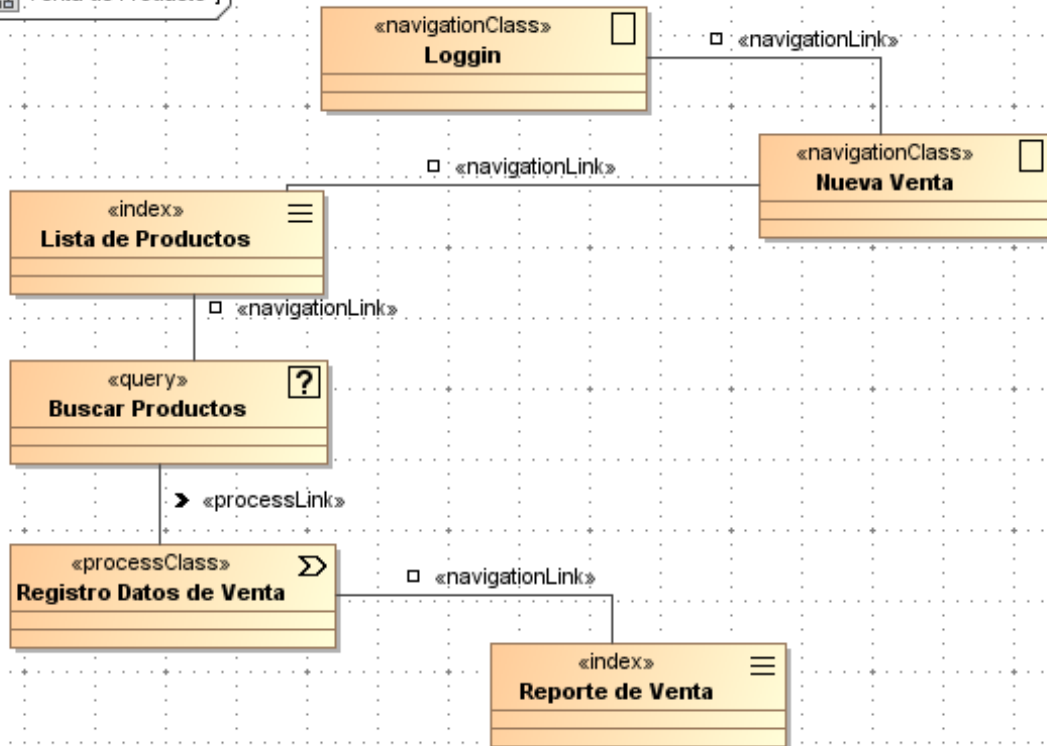 «navigationClass»
Loggin
«navigationLink»
«navigationClass»
Nueva Venta
«navigationLink»
«index»
Lista de Productos
«navigationLink»
«query»
?
Buscar Productos
«processLink»
«processClass»
Registro Datos de Venta
«navigationLink»
«index»
Reporte de Venta